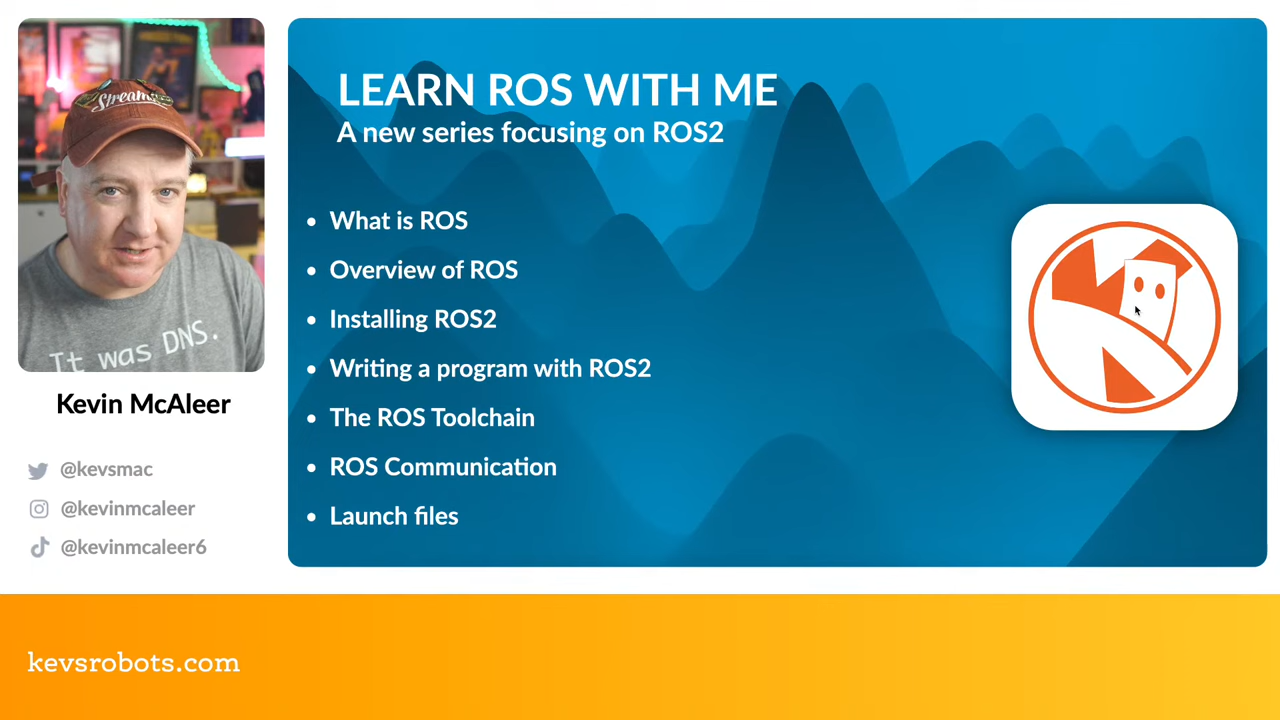 Streamer
It was DNS.
Kevin McAleer
@kevsmac
@kevinmcaleer
@kevinmcaleer6
LEARN ROS WITH ME
A new series focusing on ROS2
• What is ROS
• Overview of ROS
• Installing ROS2
• Writing a program with ROS2
• The ROS Toolchain
• ROS Communication
• Launch files
kevsrobots.com